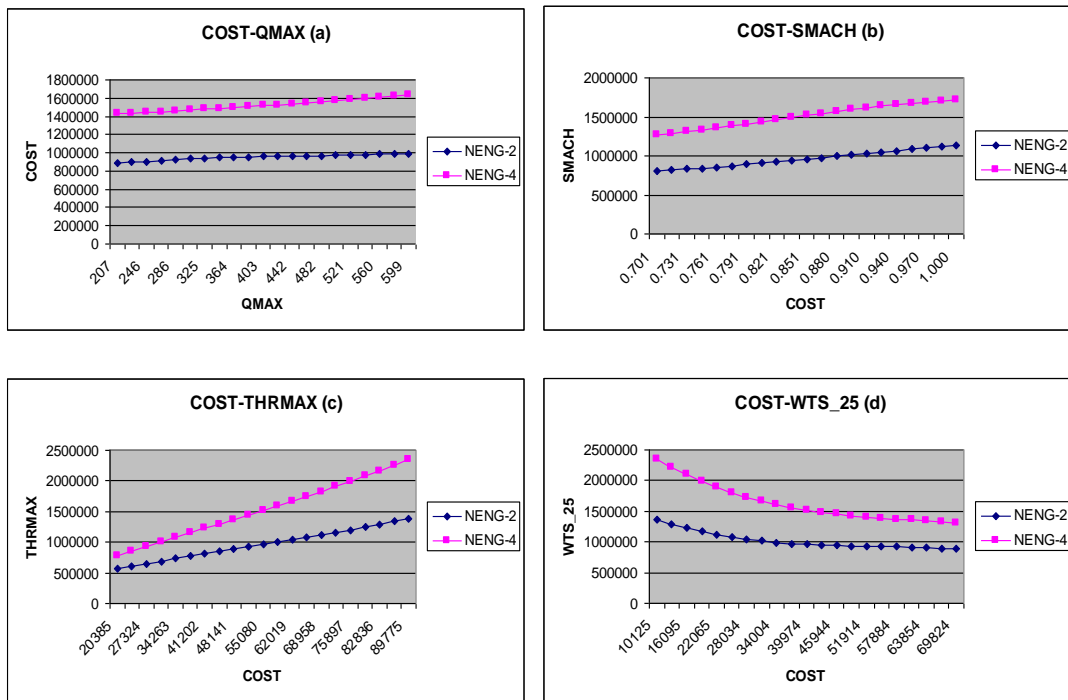 COST-QMAX (a)
COST
1800000
1600000
1400000
1200000
1000000
800000
600000
400000
200000
0
207 246 286 325 364 403 442 482 521 560 599
QMAX
NENG-2
NENG-4
COST-SMACH (b)
SMACH
2000000
1500000
1000000
500000
0
0.701 0.731 0.761 0.791 0.821 0.851 0.880 0.910 0.940 0.970 1.000
COST
NENG-2
NENG-4
COST-THRMAX (c)
THRMAX
2500000
2000000
1500000
1000000
500000
0
20385 27324 34263 41202 48141 55080 62019 68958 75897 82836 89775
COST
NENG-2
NENG-4
COST-WTS_25 (d)
WTS_25
2500000
2000000
1500000
1000000
500000
0
10125 16095 22065 28034 34004 39974 45944 51914 57884 63854 69824
COST
NENG-2
NENG-4